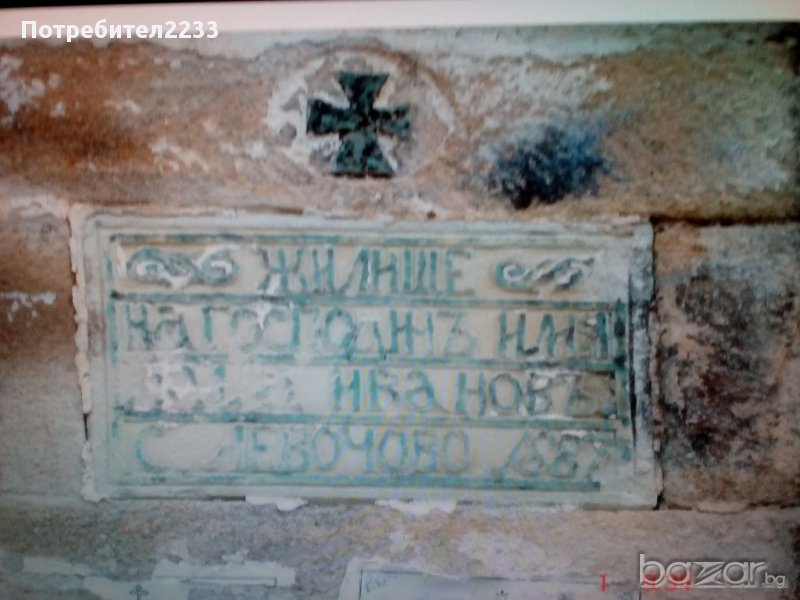 Потребител2233
ЖИЛИЩЕ
НА ГОСПОДИНЪ ИЛИЯ
ИВАНОВЪ
С. ЛЕВОЧОВО 1887
bazar.bg